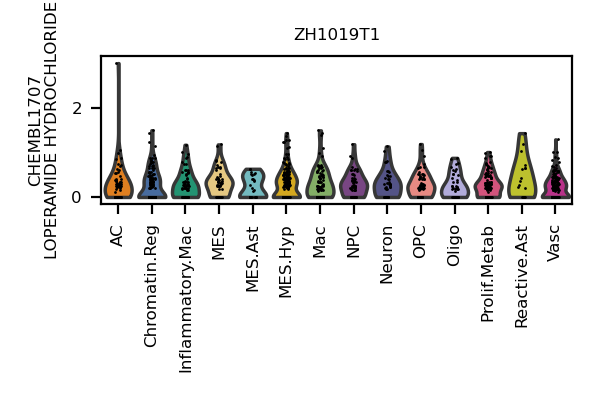 ZH1019T1
CHEMBL1707
LOPERAMIDE HYDROCHLORIDE
2
0
AC
Chromatin.Reg
Inflammatory.Mac
MES
MES.Ast
MES.Hyp
Mac
NPC
Neuron
OPC
Oligo
Prolif.Metab
Reactive.Ast
Vasc